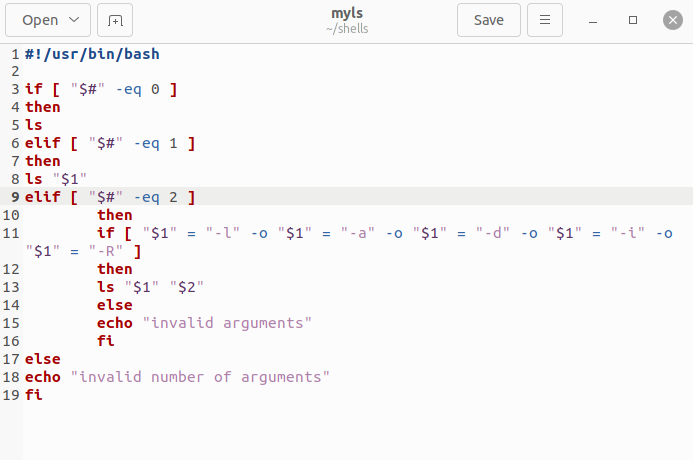 Open
myls
~/shells
Save
1 #!/usr/bin/bash
2
3 if [ "$#" -eq 0 ]
4 then
5 ls
6 elif [ "$#" -eq 1 ]
7 then
8 ls "$1"
9 elif [ "$#" -eq 2 ]
10         then
11         if [ "$1" = "-l" -o "$1" = "-a" -o "$1" = "-d" -o "$1" = "-i" -o
"$1" = "-R" ]
12         then
13         ls "$1" "$2"
14         else
15         echo "invalid arguments"
16         fi
17 else
18 echo "invalid number of arguments"
19 fi